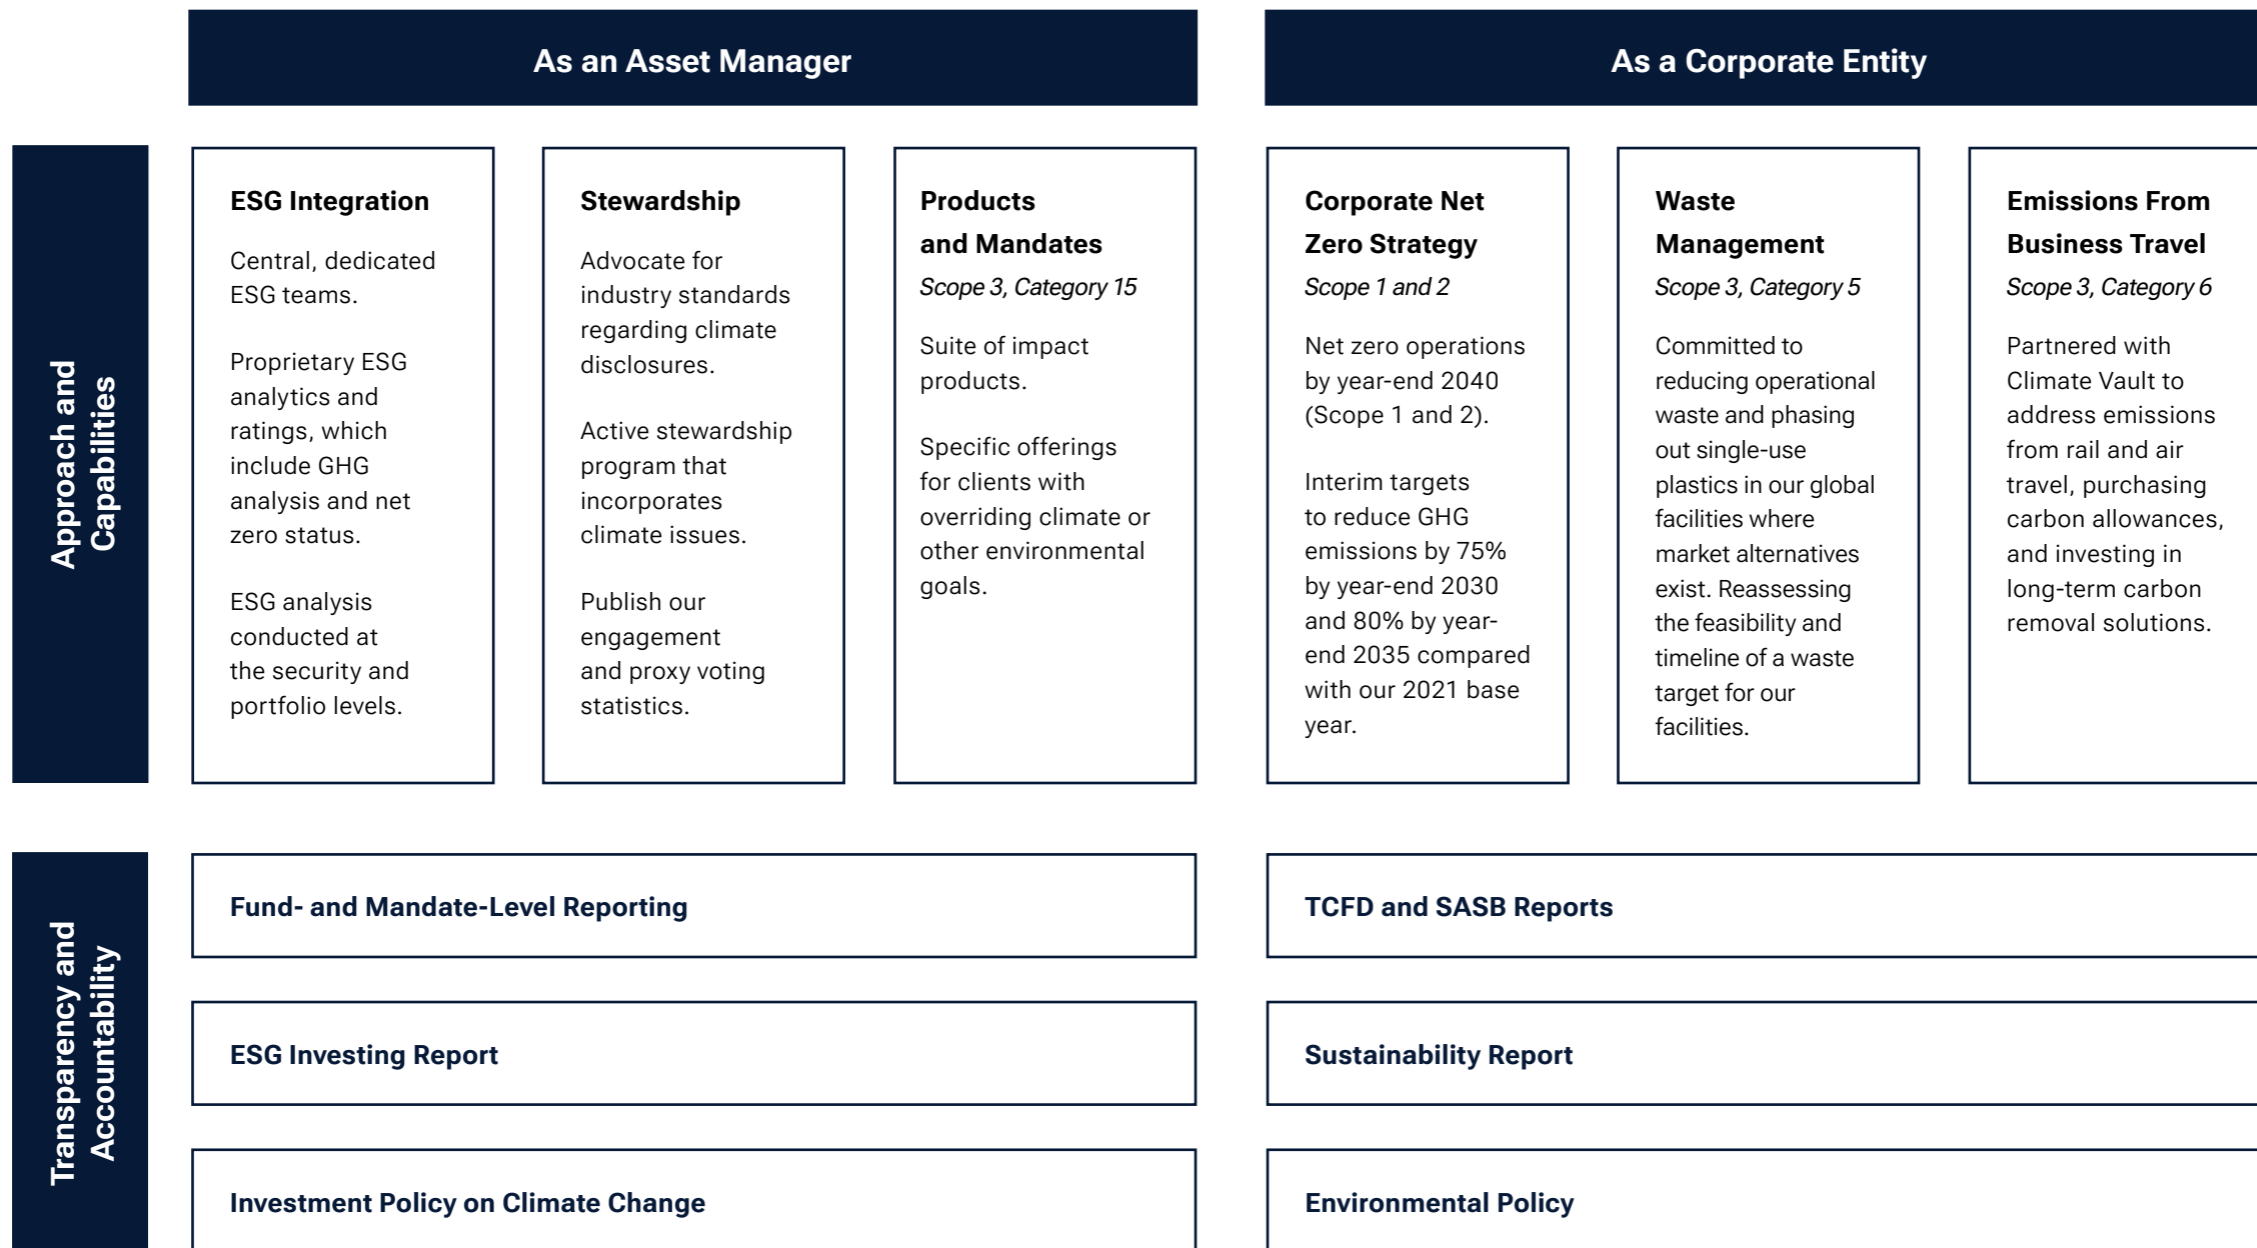 As an Asset Manager
As a Corporate Entity
Approach and
Capabilities
ESG Integration
Central, dedicated
ESG teams.
Proprietary ESG
analytics and
ratings, which
include GHG
analysis and net
zero status.
ESG analysis
conducted at
the security and
portfolio levels.
Stewardship
Advocate for
industry standards
regarding climate
disclosures.
Active stewardship
program that
incorporates
climate issues.
Publish our
engagement
and proxy voting
statistics.
Products
and Mandates
Scope 3, Category 15
Suite of impact
products.
Specific offerings
for clients with
overriding climate or
other environmental
goals.
Corporate Net
Zero Strategy
Scope 1 and 2
Net zero operations
by year-end 2040
(Scope 1 and 2).
Interim targets
to reduce GHG
emissions by 75%
by year-end 2030
and 80% by year-
end 2035 compared
with our 2021 base
year.
Waste
Management
Scope 3, Category 5
Committed to
reducing operational
waste and phasing
out single-use
plastics in our global
facilities where
market alternatives
exist. Reassessing
the feasibility and
timeline of a waste
target for our
facilities.
Emissions From
Business Travel
Scope 3, Category 6
Partnered with
Climate Vault to
address emissions
from rail and air
travel, purchasing
carbon allowances,
and investing in
long-term carbon
removal solutions.
Transparency and
Accountability
Fund- and Mandate-Level Reporting
TCFD and SASB Reports
ESG Investing Report
Sustainability Report
Investment Policy on Climate Change
Environmental Policy